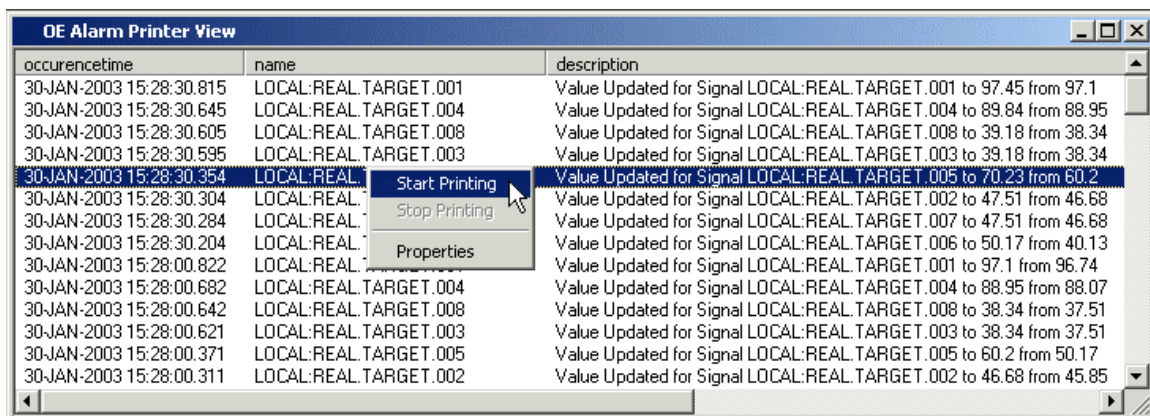 OE Alarm Printer View
occurencetime name description
30-JAN-2003 15:28:30.815 LOCAL:REAL.TARGET.001 Value Updated for Signal LOCAL:REAL.TARGET.001 to 97.45 from 97.1
30-JAN-2003 15:28:30.645 LOCAL:REAL.TARGET.004 Value Updated for Signal LOCAL:REAL.TARGET.004 to 89.84 from 88.95
30-JAN-2003 15:28:30.605 LOCAL:REAL.TARGET.008 Value Updated for Signal LOCAL:REAL.TARGET.008 to 39.18 from 38.34
30-JAN-2003 15:28:30.595 LOCAL:REAL.TARGET.003 Value Updated for Signal LOCAL:REAL.TARGET.003 to 39.18 from 38.34
30-JAN-2003 15:28:30.354 LOCAL:REAL. Value Updated for Signal LOCAL:REAL.TARGET.005 to 70.23 from 60.2
30-JAN-2003 15:28:30.304 LOCAL:REAL. Value Updated for Signal LOCAL:REAL.TARGET.002 to 47.51 from 46.68
30-JAN-2003 15:28:30.284 LOCAL:REAL. Value Updated for Signal LOCAL:REAL.TARGET.007 to 47.51 from 46.68
30-JAN-2003 15:28:30.204 LOCAL:REAL. Value Updated for Signal LOCAL:REAL.TARGET.006 to 50.17 from 40.13
30-JAN-2003 15:28:00.822 LOCAL:REAL. Value Updated for Signal LOCAL:REAL.TARGET.001 to 97.1 from 96.74
30-JAN-2003 15:28:00.682 LOCAL:REAL.TARGET.004 Value Updated for Signal LOCAL:REAL.TARGET.004 to 88.95 from 88.07
30-JAN-2003 15:28:00.642 LOCAL:REAL.TARGET.008 Value Updated for Signal LOCAL:REAL.TARGET.008 to 38.34 from 37.51
30-JAN-2003 15:28:00.621 LOCAL:REAL.TARGET.003 Value Updated for Signal LOCAL:REAL.TARGET.003 to 38.34 from 37.51
30-JAN-2003 15:28:00.371 LOCAL:REAL.TARGET.005 Value Updated for Signal LOCAL:REAL.TARGET.005 to 60.2 from 50.17
30-JAN-2003 15:28:00.311 LOCAL:REAL.TARGET.002 Value Updated for Signal LOCAL:REAL.TARGET.002 to 46.68 from 45.85
Start Printing
Stop Printing
Properties